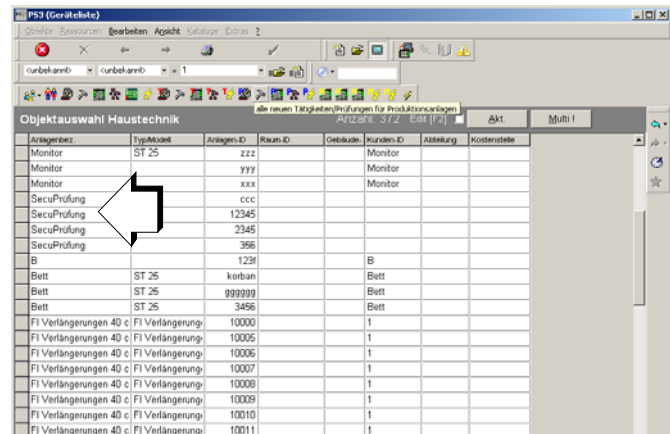 PS3 (Geräteliste)
Objekte Ressourcen Bearbeiten Ansicht Kataloge Extras ?
<unbekannt> <unbekannt> = 1
alle neuen Tätigkeiten/Prüfungen für Produktionsanlagen
Objektauswahl Haustechnik Anzahl: 372 Edit [F2] Akt. Multi !
Anlagenbez. Typ/Modell Anlagen-ID Raum-ID Gebäude- Kunden-ID Abteilung Kostenstelle
Monitor ST 25 zzz Monitor
Monitor yyy Monitor
Monitor xxx Monitor
SecuPrüfung ccc
SecuPrüfung 12345
SecuPrüfung 2345
SecuPrüfung 356
B 123f B
Bett ST 25 korban Bett
Bett ST 25 gggggg Bett
Bett ST 25 3456 Bett
FI Verlängerungen 40 c FI Verlängerung 10000 1
FI Verlängerungen 40 c FI Verlängerung 10005 1
FI Verlängerungen 40 c FI Verlängerung 10006 1
FI Verlängerungen 40 c FI Verlängerung 10007 1
FI Verlängerungen 40 c FI Verlängerung 10008 1
FI Verlängerungen 40 c FI Verlängerung 10009 1
FI Verlängerungen 40 c FI Verlängerung 10010 1
FI Verlängerungen 40 c FI Verlängerung 10011 1